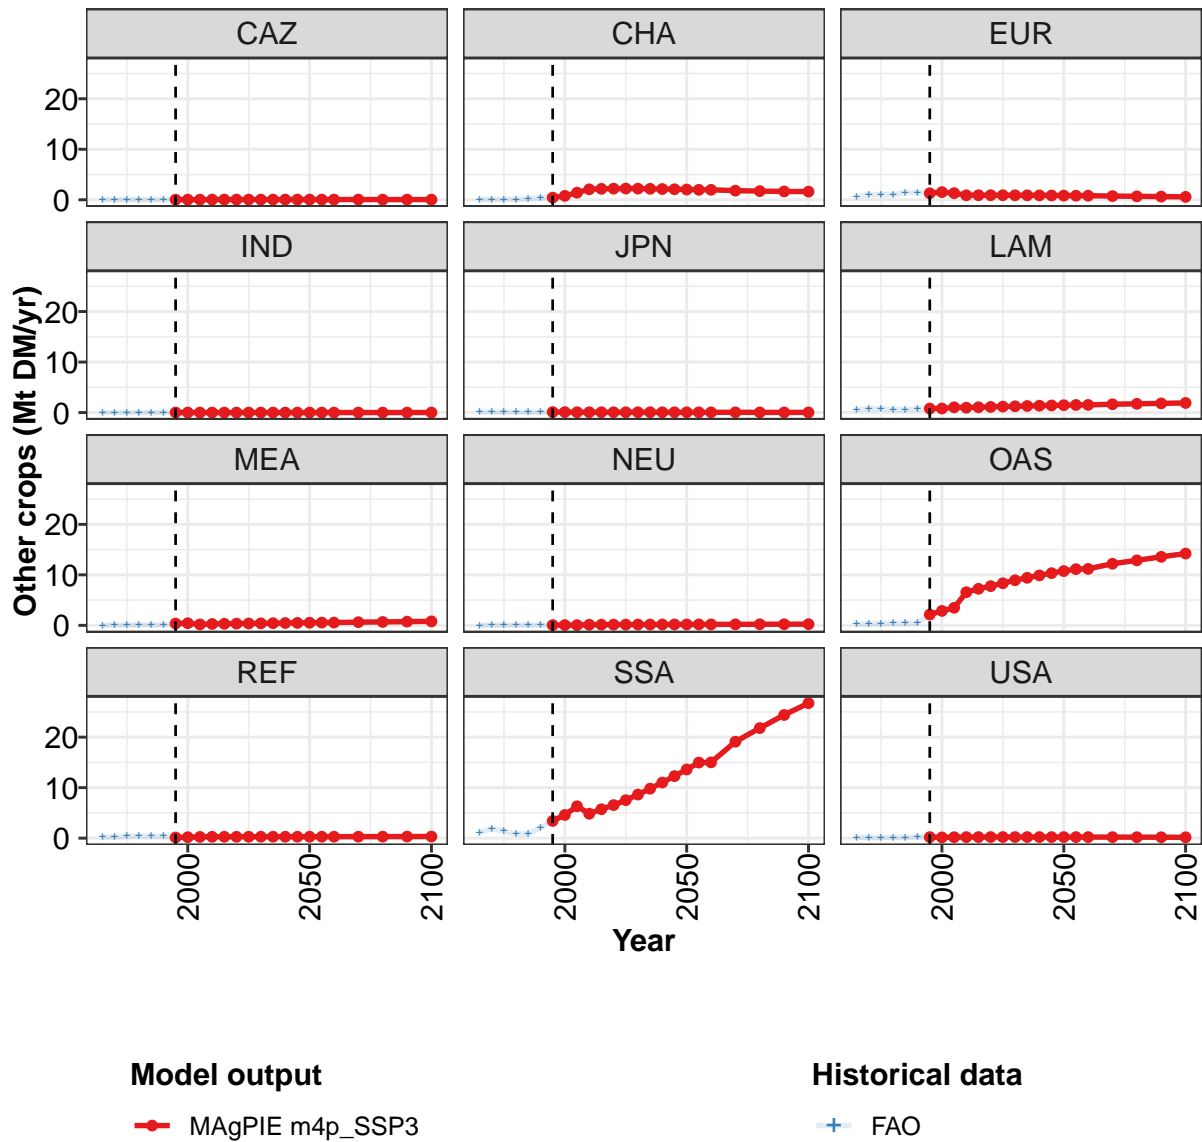 CAZ CHA EUR
20
10
0
IND JPN LAM
20
10
0
MEA NEU OAS
20
10
0
REF SSA USA
20
10
0
Other crops (Mt DM/yr)
2000 2050 2100 2000 2050 2100 2000 2050 2100
Year
Model output Historical data
MAgPIE m4p_SSP3 FAO